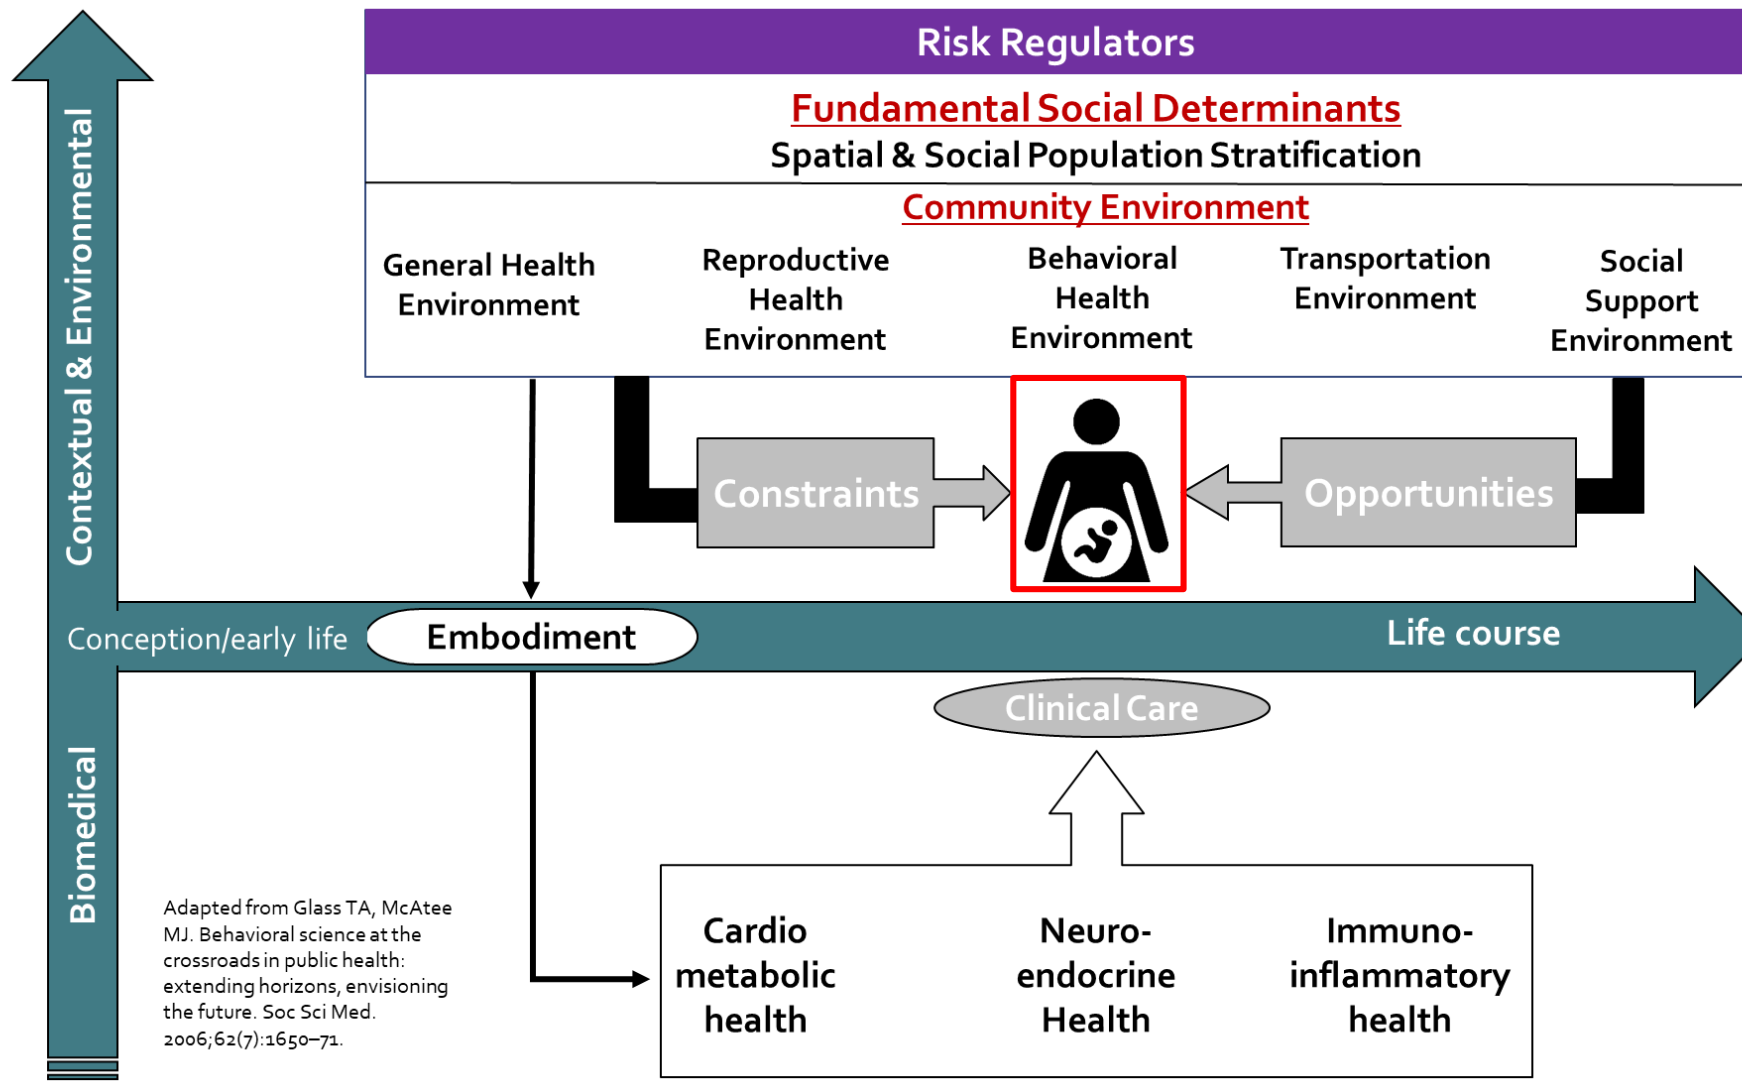 Risk Regulators
Fundamental Social Determinants
Spatial & Social Population Stratification
Community Environment
General Health
Environment
Reproductive
Health
Environment
Behavioral
Health
Environment
Transportation
Environment
Social
Support
Environment
Contextual & Environmental
Constraints
Opportunities
Conception/early life
Embodiment
Life course
Clinical Care
Biomedical
Adapted from Glass TA, McAtee
MJ. Behavioral science at the
crossroads in public health:
extending horizons, envisioning
the future. Soc Sci Med.
2006;62(7):1650–71.
Cardio
metabolic
health
Neuro-
endocrine
Health
Immuno-
inflammatory
health